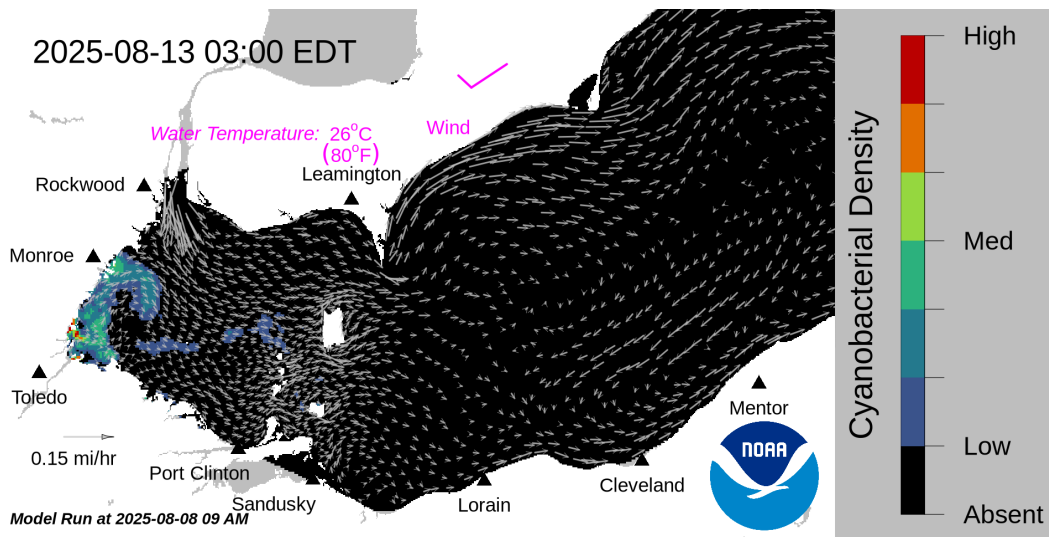 2025-08-13 03:00 EDT
High
Water Temperature: 26°C
(80°F)
Wind
Leamington
Rockwood
Monroe
Med
Cyanobacterial Density
Toledo
Mentor
NOAA
0.15 mi/hr
Low
Port Clinton
Cleveland
Sandusky
Lorain
Absent
Model Run at 2025-08-08 09 AM